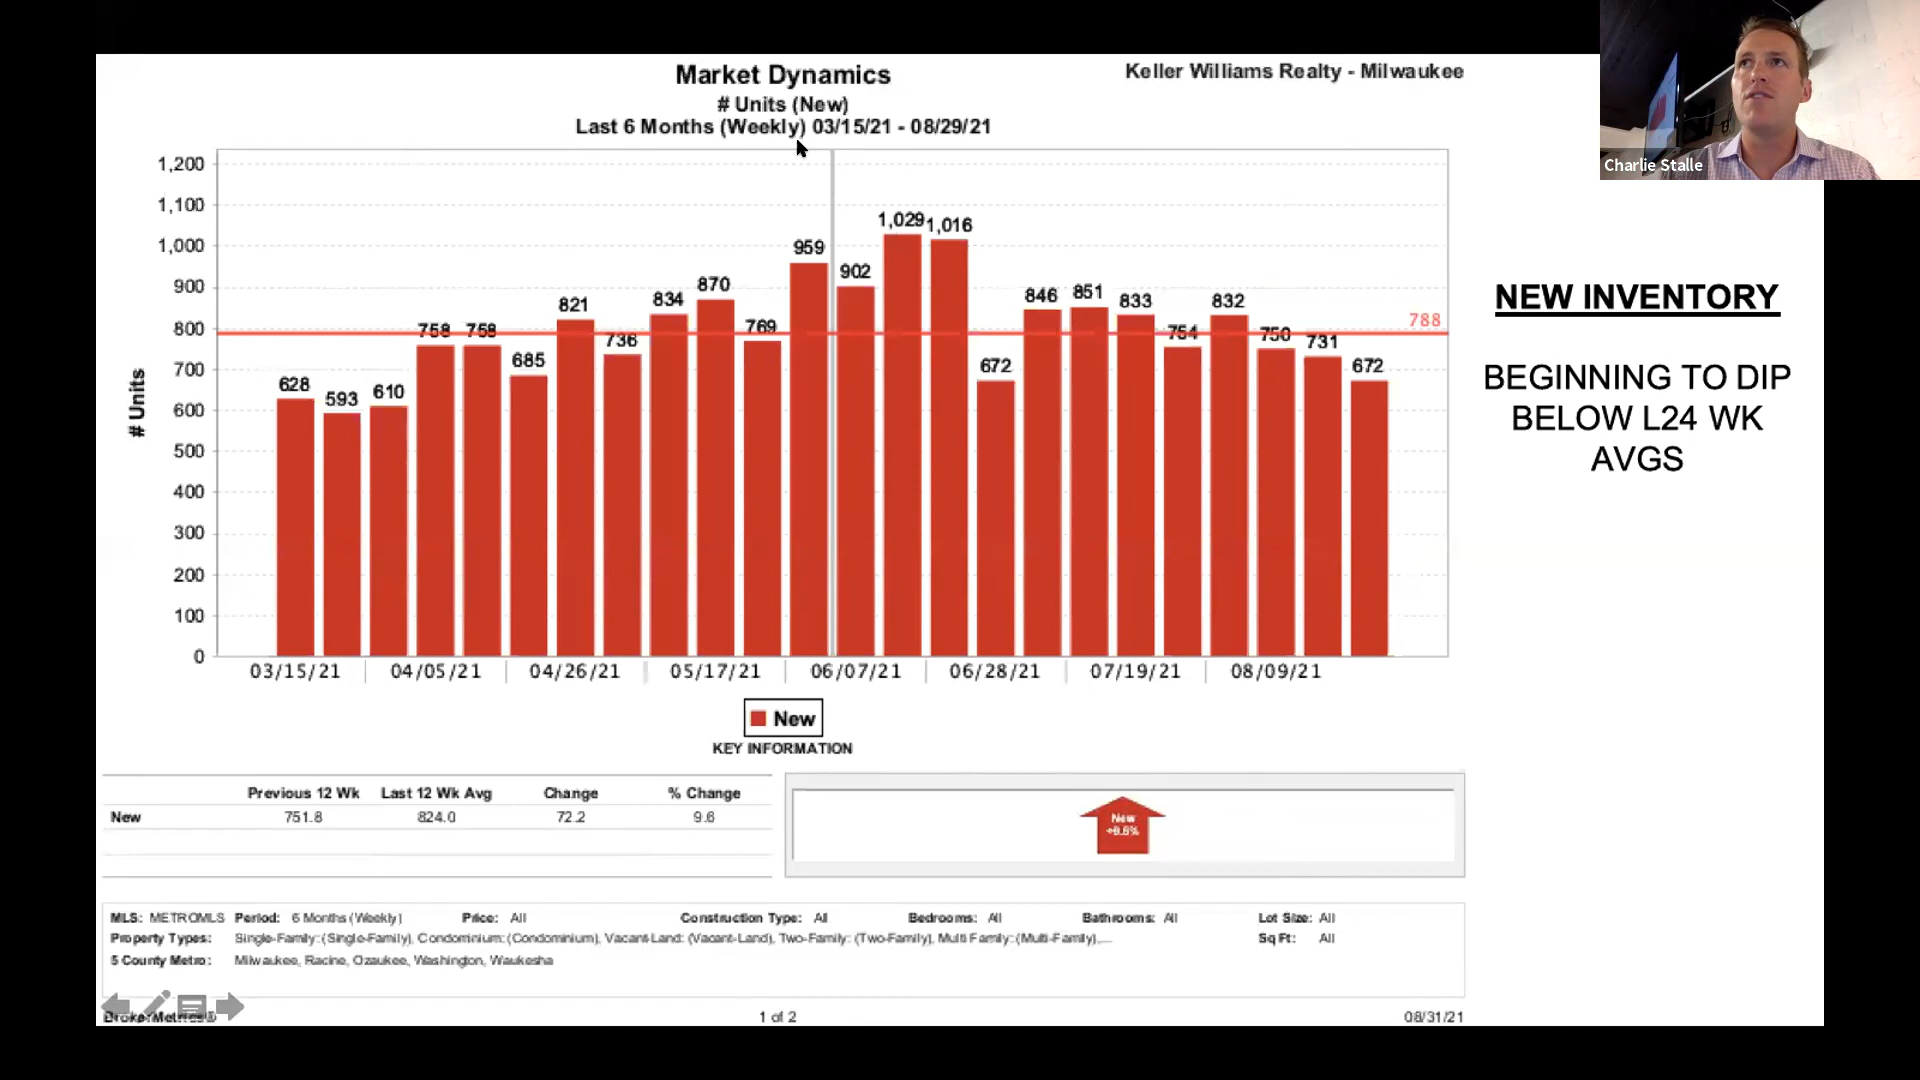 Market Dynamics
Keller Williams Realty - Milwaukee
# Units (New)
Last 6 Months (Weekly) 03/15/21 - 08/29/21
Charlie Stalle
# Units
1,200
1,100
1,000
900
800
700
600
500
400
300
200
100
0
628 593 610 758 758 685 821 736 834 870 769 959 902 1,029 1,016 672 846 851 833 754 832 750 731 672
788
03/15/21 04/05/21 04/26/21 05/17/21 06/07/21 06/28/21 07/19/21 08/09/21
New
KEY INFORMATION
NEW INVENTORY
BEGINNING TO DIP
BELOW L24 WK
AVGS
Previous 12 Wk Last 12 Wk Avg Change % Change
New 751.8 824.0 72.2 9.6
New
+9.6%
MLS: METROMLS Period: 6 Months (Weekly) Price: All Construction Type: All Bedrooms: All Bathrooms: All Lot Size: All
Property Types: Single-Family: (Single-Family), Condominium: (Condominium), Vacant-Land: (Vacant-Land), Two-Family: (Two-Family), Multi Family: (Multi-Family),... Sq Ft: All
5 County Metro: Milwaukee, Racine, Ozaukee, Washington, Waukesha
BrokerMetrics® 1 of 2 08/31/21